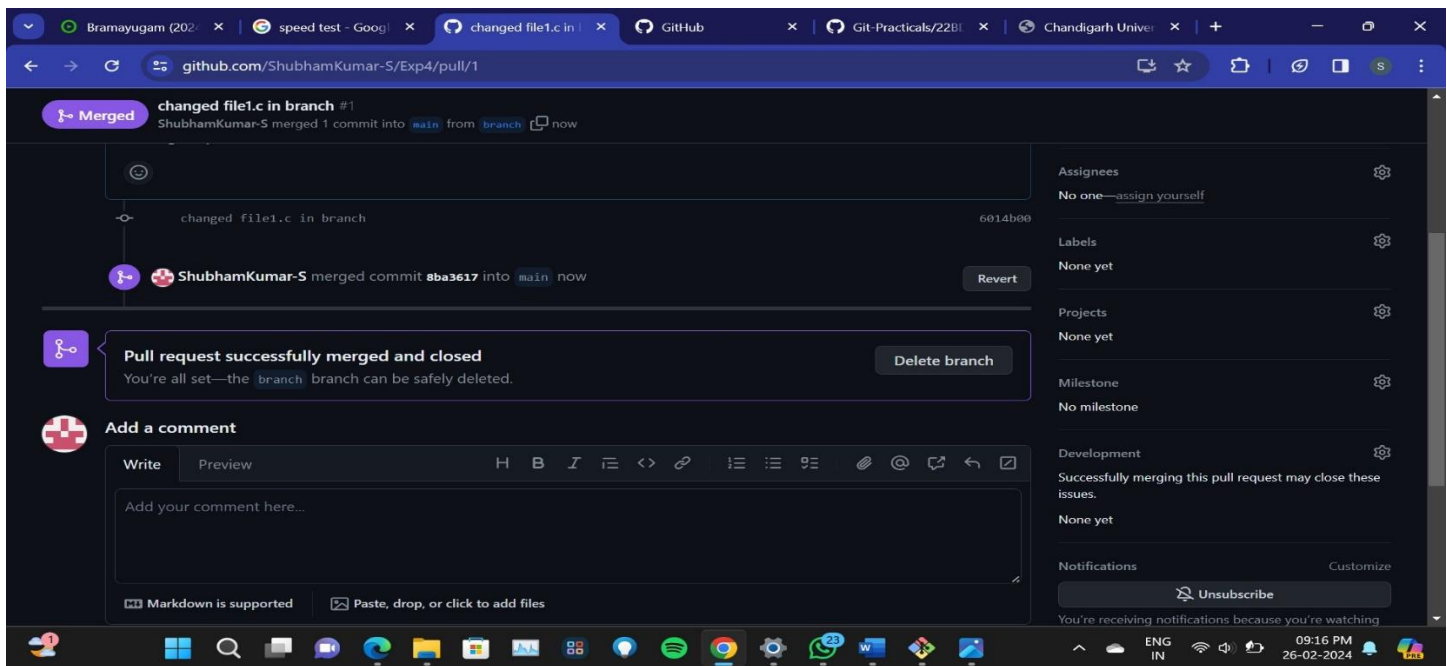 Bramayugam (202
speed test - Goog
changed file1.c in
GitHub
Git-Practicals/22B
Chandigarh Univer
github.com/ShubhamKumar-S/Exp4/pull/1
S
Merged
changed file1.c in branch #1
ShubhamKumar-S merged 1 commit into main from branch now
changed file1.c in branch 6014b00
ShubhamKumar-S merged commit 8ba3617 into main now
Revert
Pull request successfully merged and closed
You're all set—the branch branch can be safely deleted.
Delete branch
Add a comment
Write Preview
H B I
Add your comment here...
Markdown is supported
Paste, drop, or click to add files
Assignees
No one—assign yourself
Labels
None yet
Projects
None yet
Milestone
No milestone
Development
Successfully merging this pull request may close these
issues.
None yet
Notifications Customize
Unsubscribe
You're receiving notifications because you're watching
1
23
ENG
IN
09:16 PM
26-02-2024
PRE